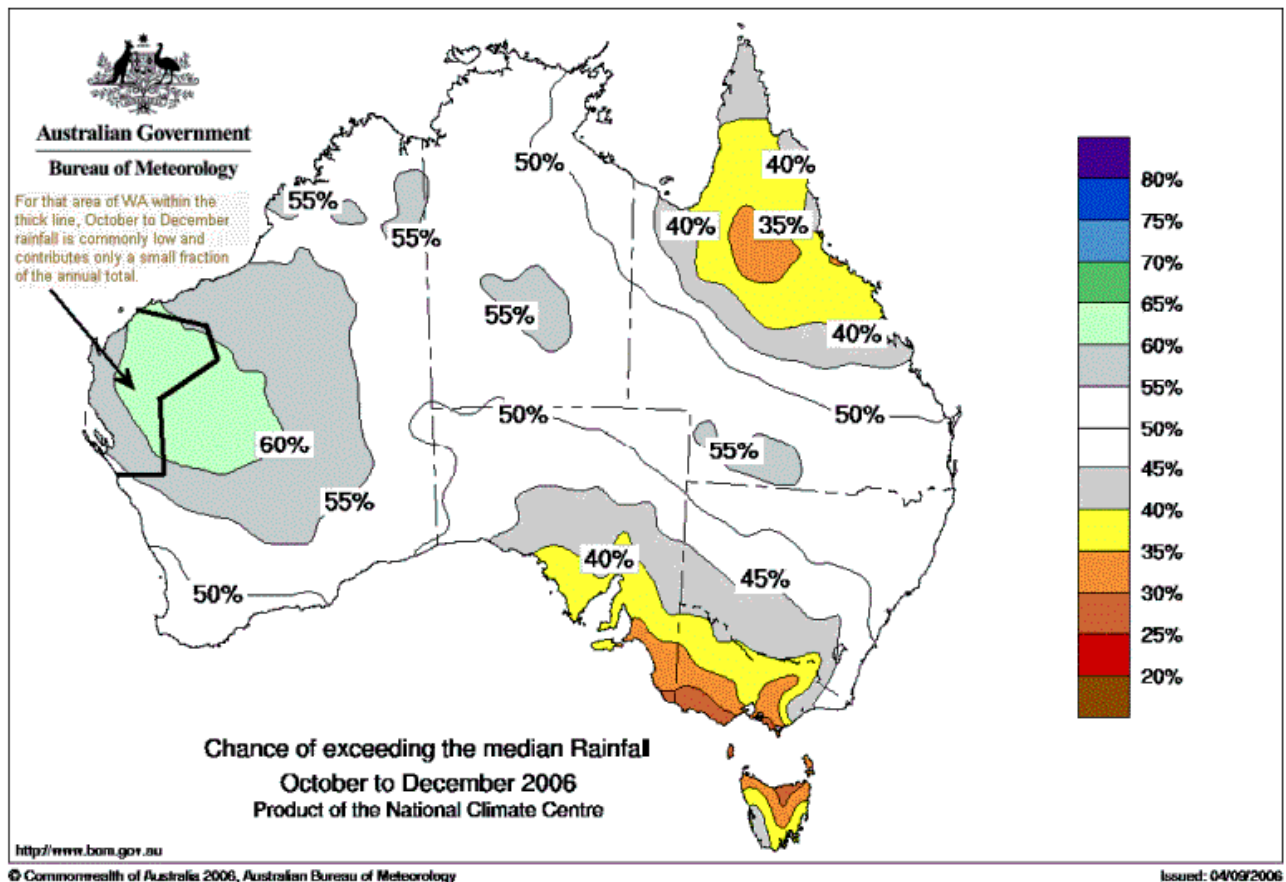 Australian Government
Bureau of Meteorology
For that area of WA within the
thick line, October to December
rainfall is commonly low and
contributes only a small fraction
of the annual total.
50%
40%
55%
40%
35%
55%
55%
40%
50%
50%
55%
60%
55%
40%
45%
50%
80%
75%
70%
65%
60%
55%
50%
45%
40%
35%
30%
25%
20%
Chance of exceeding the median Rainfall
October to December 2006
Product of the National Climate Centre
http://www.bom.gov.au
© Commonwealth of Australia 2006, Australian Bureau of Meteorology
Issued: 04/09/2006